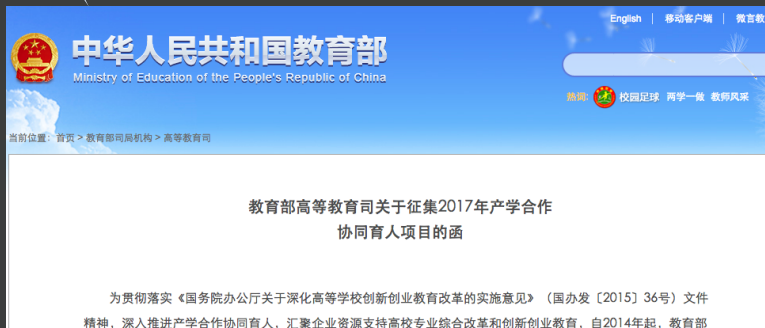 English 移动客户端 微言教
中华人民共和国教育部
Ministry of Education of the People's Republic of China
热词: 校园足球 两学一做 教师风采
当前位置: 首页 > 教育部司局机构 > 高等教育司
教育部高等教育司关于征集2017年产学合作
协同育人项目的函
为贯彻落实《国务院办公厅关于深化高等学校创新创业教育改革的实施意见》（国办发〔2015〕36号）文件
精神，深入推进产学合作协同育人，汇聚企业资源支持高校专业综合改革和创新创业教育，自2014年起，教育部